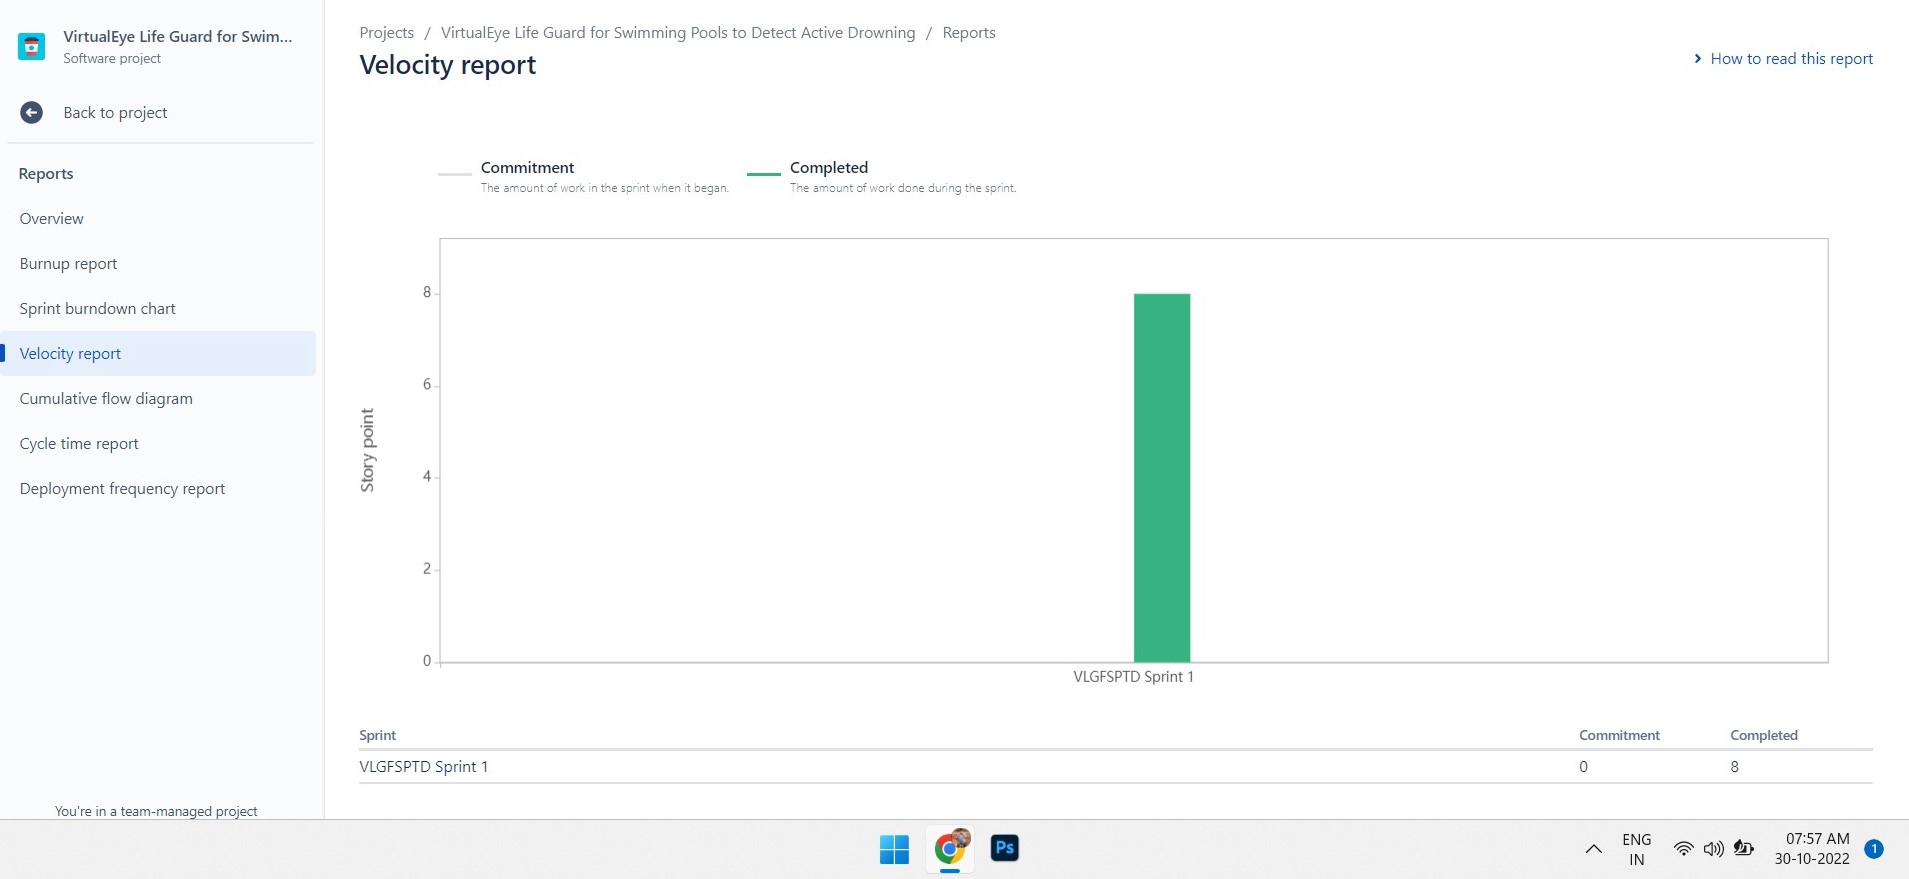 VirtualEye Life Guard for Swim...
Software project
Back to project
Reports
Overview
Burnup report
Sprint burndown chart
Velocity report
Cumulative flow diagram
Cycle time report
Deployment frequency report
You're in a team-managed project
Projects / VirtualEye Life Guard for Swimming Pools to Detect Active Drowning / Reports
Velocity report
How to read this report
Commitment
The amount of work in the sprint when it began.
Completed
The amount of work done during the sprint.
Story point
8
6
4
2
0
VLGFSPTD Sprint 1
Sprint Commitment Completed
VLGFSPTD Sprint 1 0 8
Ps
ENG
IN
07:57 AM
30-10-2022
1